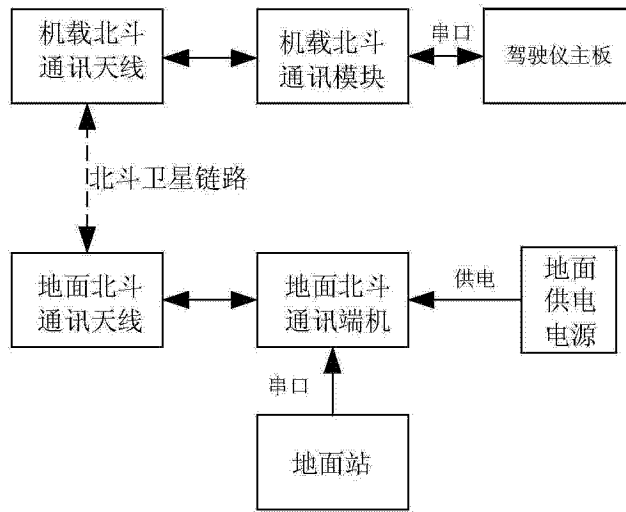 机载北斗
通讯天线
机载北斗
通讯模块
串口
驾驶仪主板
北斗卫星链路
地面北斗
通讯天线
地面北斗
通讯端机
供电
地面
供电
电源
串口
地面站